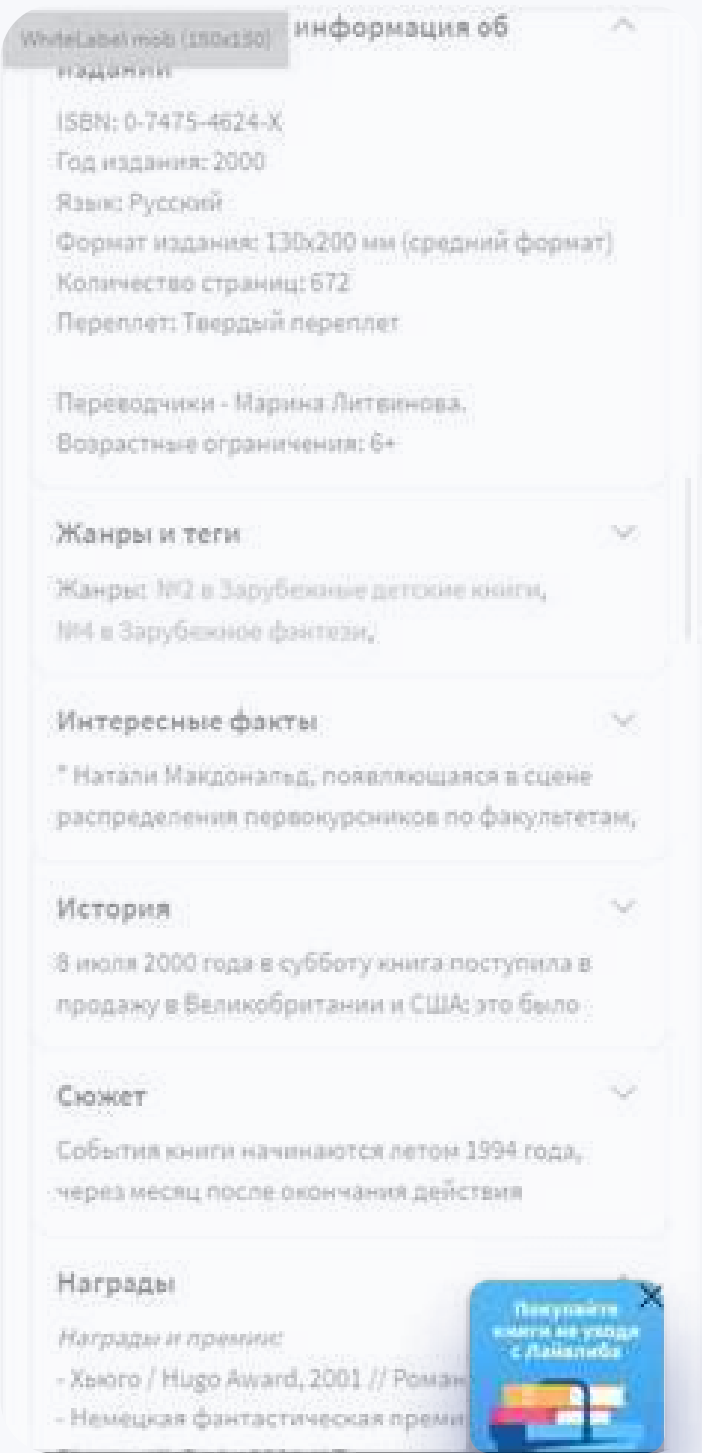 WhiteLabel mob (150x150)
информация об
издании
ISBN: 0-7475-4624-X
Год издания: 2000
Язык: Русский
Формат издания: 130x200 мм (средний формат)
Количество страниц: 672
Переплет: Твердый переплет
Переводчики - Марина Литвинова.
Возрастные ограничения: 6+
Жанры и теги
Жанры: №2 в Зарубежные детские книги,
№4 в Зарубежное фэнтези,
Интересные факты
* Натали Макдональд, появляющаяся в сцене
распределения первокурсников по факультетам,
История
8 июля 2000 года в субботу книга поступила в
продажу в Великобритании и США: это было
Сюжет
События книги начинаются летом 1994 года,
через месяц после окончания действия
Награды
Награды и премии:
- Хьюго / Hugo Award, 2001 // Роман
- Немецкая фантастическая преми
Покупайте
книги не уходя
с Лайвлиба